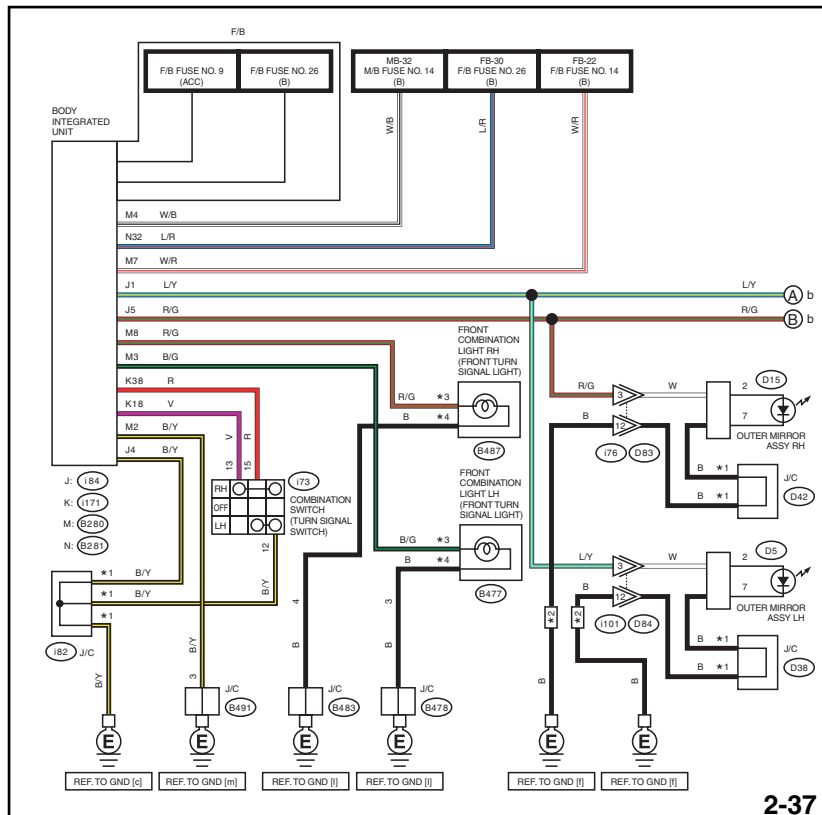 F/B
F/B FUSE NO. 9
(ACC)
F/B FUSE NO. 26
(B)
MB-32
M/B FUSE NO. 14
(B)
FB-30
F/B FUSE NO. 26
(B)
FB-22
F/B FUSE NO. 14
(B)
BODY
INTEGRATED
UNIT
W/B
L/R
W/R
M4 W/B
N32 L/R
M7 W/R
J1 L/Y
L/Y A b
J5 R/G
R/G B b
M8 R/G
M3 B/G
K38 R
K18 V
M2 B/Y
J4 B/Y
J: i84
K: i171
M: B280
N: B281
FRONT
COMBINATION
LIGHT RH
(FRONT TURN
SIGNAL LIGHT)
R/G *3
B *4
B487
FRONT
COMBINATION
LIGHT LH
(FRONT TURN
SIGNAL LIGHT)
B/G *3
B *4
B477
V
R
13
15
RH
OFF
LH
i73
COMBINATION
SWITCH
(TURN SIGNAL
SWITCH)
12
B/Y
R/G 3 W 2 D15
B 12 7
i76 D83
OUTER MIRROR
ASSY RH
B *1 J/C
B *1 D42
L/Y 3 W 2 D5
B 12 7
i101 D84
OUTER MIRROR
ASSY LH
B *1 J/C
B *1 D38
*1 B/Y
*1 B/Y
*1
i82 J/C
B/Y
B/Y
3
J/C
B491
4
B
J/C
B483
3
B
J/C
B478
*2
B
*2
B
E
E
E
E
E
E
REF. TO GND [c]
REF. TO GND [m]
REF. TO GND [l]
REF. TO GND [l]
REF. TO GND [f]
REF. TO GND [f]
2-37